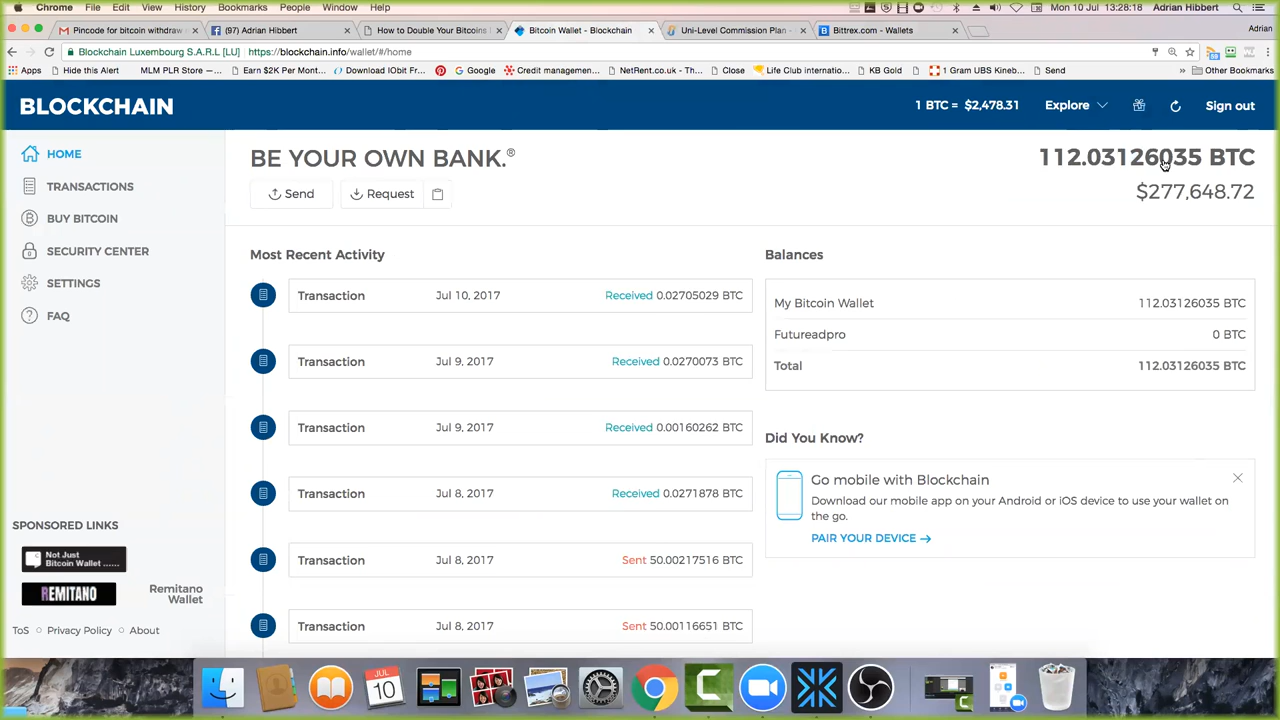 Chrome File Edit View History Bookmarks People Window Help Mon 10 Jul 13:28:18 Adrian Hibbert
Pincode for bitcoin withdraw (97) Adrian Hibbert How to Double Your Bitcoins Bitcoin Wallet - Blockchain Uni-Level Commission Plan - Bittrex.com - Wallets Adrian
Blockchain Luxembourg S.A.R.L [LU] https://blockchain.info/wallet/#/home
Apps Hide this Alert MLM PLR Store —... Earn $2K Per Mont... Download IObit Fr... Google Credit managemen... NetRent.co.uk - Th... Close Life Club internatio... KB Gold 1 Gram UBS Kineb... Send » Other Bookmarks
BLOCKCHAIN 1 BTC = $2,478.31 Explore Sign out
HOME
TRANSACTIONS
BUY BITCOIN
SECURITY CENTER
SETTINGS
FAQ
BE YOUR OWN BANK.®
112.03126035 BTC
$277,648.72
Send Request
Most Recent Activity
Transaction Jul 10, 2017 Received 0.02705029 BTC
Transaction Jul 9, 2017 Received 0.0270073 BTC
Transaction Jul 9, 2017 Received 0.00160262 BTC
Transaction Jul 8, 2017 Received 0.0271878 BTC
Transaction Jul 8, 2017 Sent 50.00217516 BTC
Transaction Jul 8, 2017 Sent 50.00116651 BTC
Balances
My Bitcoin Wallet 112.03126035 BTC
Futureadpro 0 BTC
Total 112.03126035 BTC
Did You Know?
Go mobile with Blockchain
Download our mobile app on your Android or iOS device to use your wallet on
the go.
PAIR YOUR DEVICE →
SPONSORED LINKS
Not Just
Bitcoin Wallet ......
REMITANO
Remitano
Wallet
ToS Privacy Policy About
JUL
10